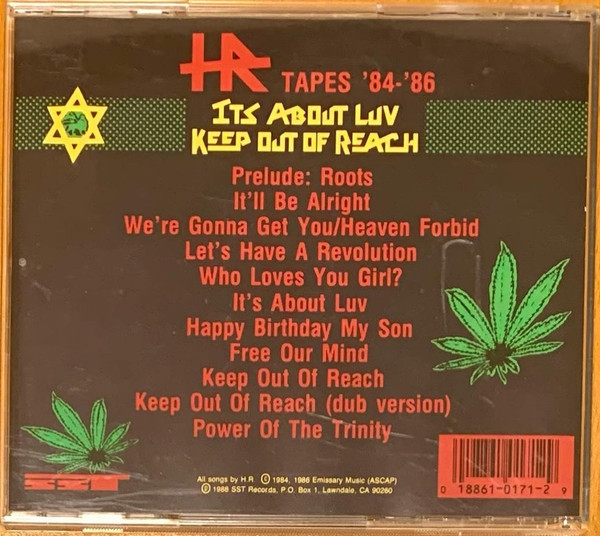 HR TAPES '84-'86
ITS ABOUT LUV
KEEP OUT OF REACH
Prelude: Roots
It'll Be Alright
We're Gonna Get You/Heaven Forbid
Let's Have A Revolution
Who Loves You Girl?
It's About Luv
Happy Birthday My Son
Free Our Mind
Keep Out Of Reach
Keep Out Of Reach (dub version)
Power Of The Trinity
SST
All songs by H.R © 1984, 1986 Emissary Music (ASCAP)
℗ 1988 SST Records, P.O. Box 1, Lawndale, CA 90260
0 18861-0171-2 9